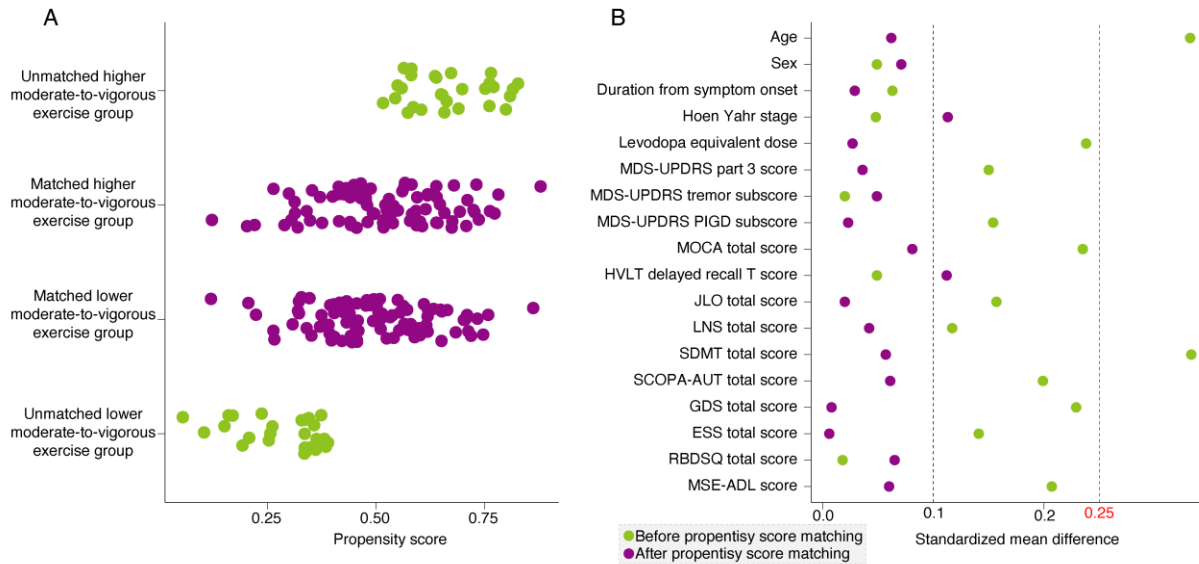 A
Unmatched higher
moderate-to-vigorous
exercise group
Matched higher
moderate-to-vigorous
exercise group
Matched lower
moderate-to-vigorous
exercise group
Unmatched lower
moderate-to-vigorous
exercise group
0.25 0.50 0.75
Propensity score
B
Age
Sex
Duration from symptom onset
Hoen Yahr stage
Levodopa equivalent dose
MDS-UPDRS part 3 score
MDS-UPDRS tremor subscore
MDS-UPDRS PIGD subscore
MOCA total score
HVLT delayed recall T score
JLO total score
LNS total score
SDMT total score
SCOPA-AUT total score
GDS total score
ESS total score
RBDSQ total score
MSE-ADL score
0.0 0.1 0.2 0.25
Standardized mean difference
Before propentisy score matching
After propentisy score matching